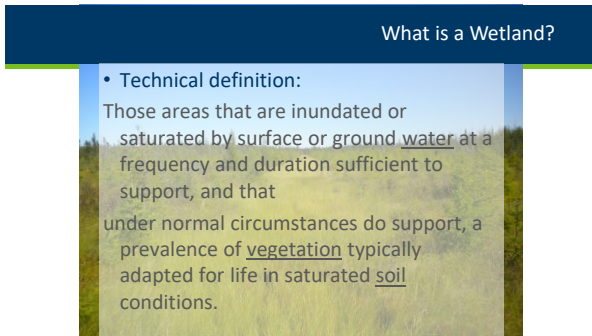 What is a Wetland?
• Technical definition:
Those areas that are inundated or
saturated by surface or ground water at a
frequency and duration sufficient to
support, and that
under normal circumstances do support, a
prevalence of vegetation typically
adapted for life in saturated soil
conditions.